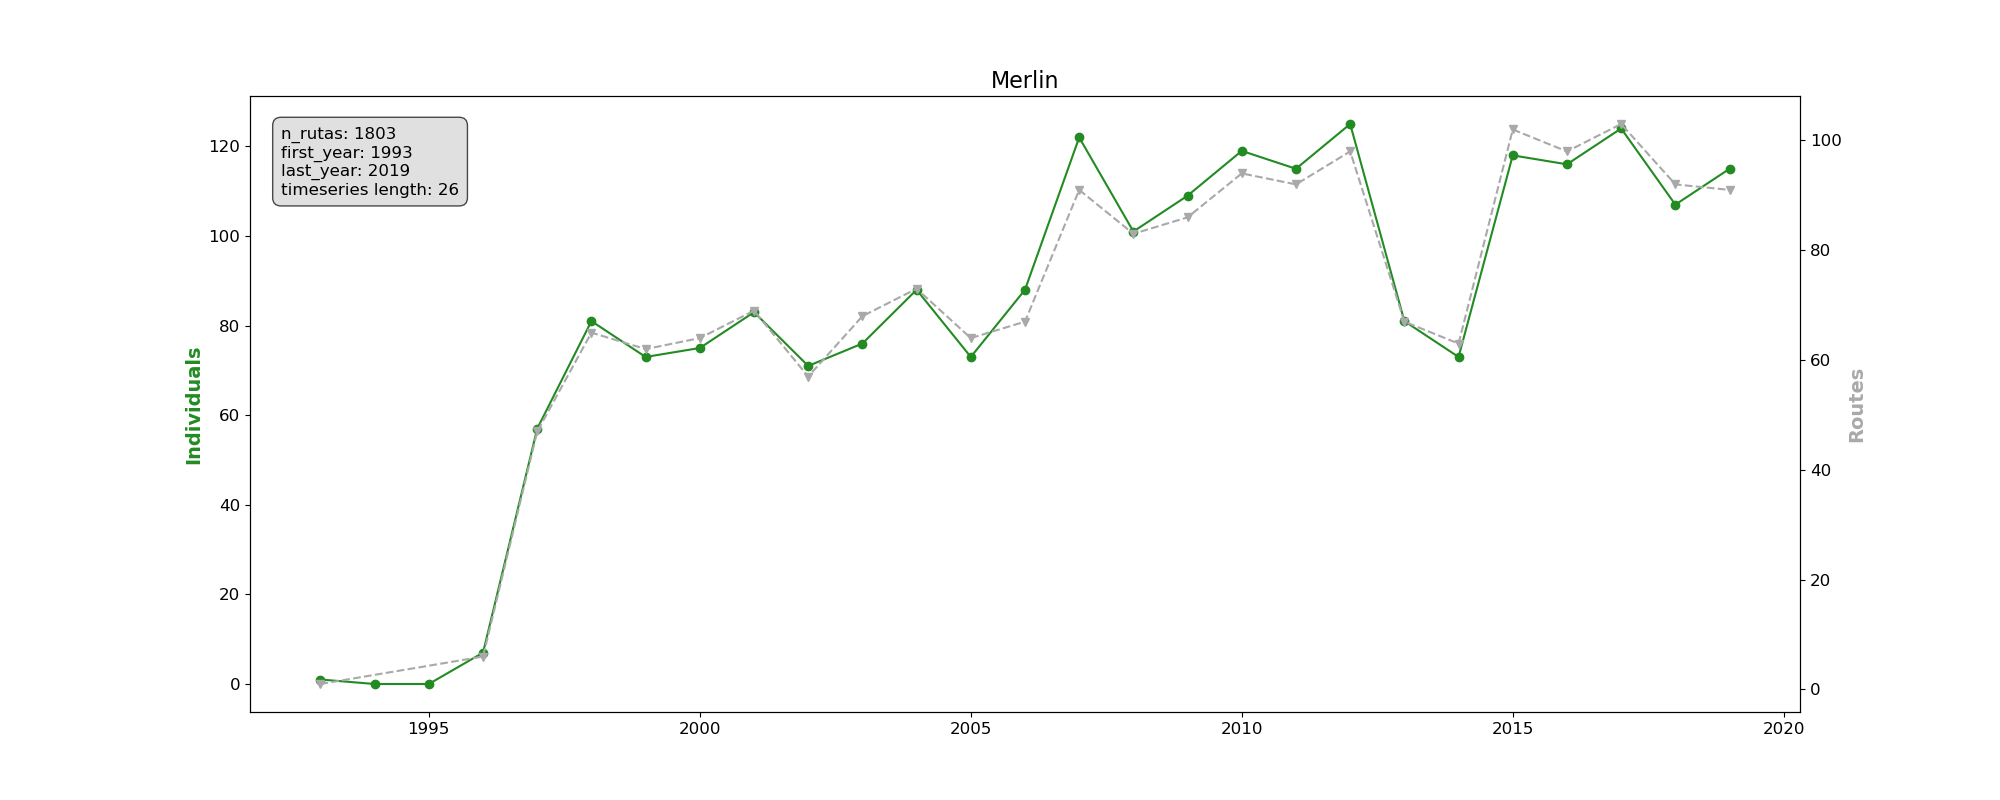 Merlin
n_rutas: 1803
first_year: 1993
last_year: 2019
timeseries length: 26
Individuals
120
100
80
60
40
20
0
1995 2000 2005 2010 2015 2020
100
80
60
40
20
0
Routes